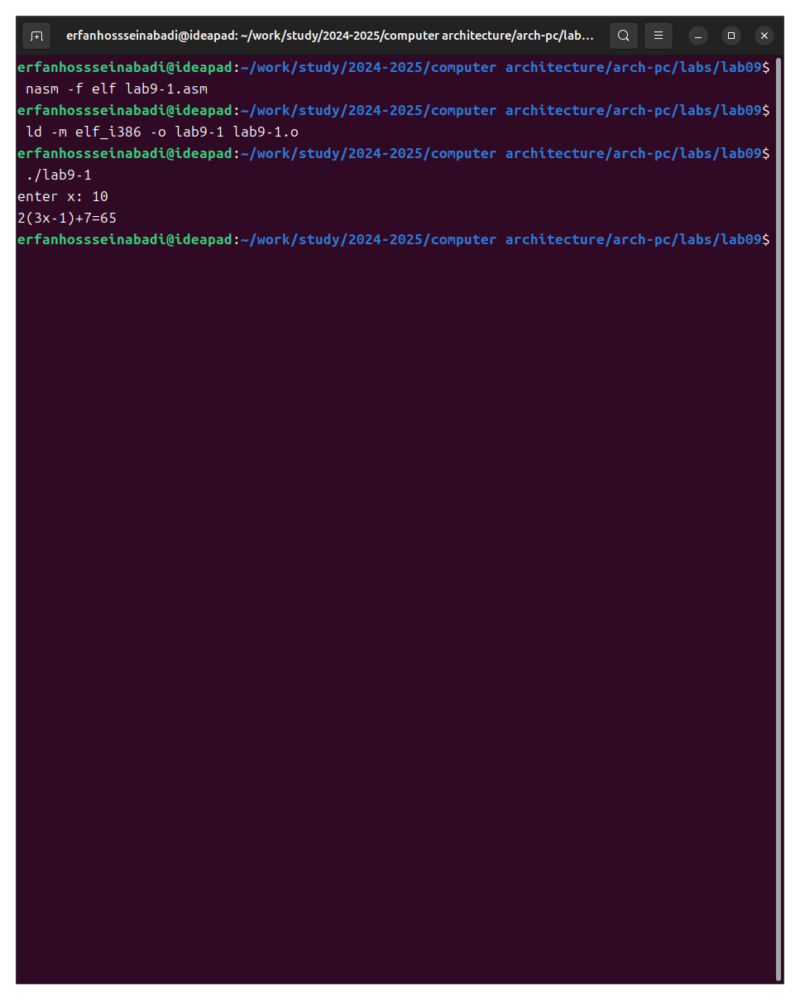 erfanhossseinabadi@ideapad: ~/work/study/2024-2025/computer architecture/arch-pc/lab...
erfanhossseinabadi@ideapad:~/work/study/2024-2025/computer architecture/arch-pc/labs/lab09$
nasm -f elf lab9-1.asm
erfanhossseinabadi@ideapad:~/work/study/2024-2025/computer architecture/arch-pc/labs/lab09$
ld -m elf_i386 -o lab9-1 lab9-1.o
erfanhossseinabadi@ideapad:~/work/study/2024-2025/computer architecture/arch-pc/labs/lab09$
./lab9-1
enter x: 10
2(3x-1)+7=65
erfanhossseinabadi@ideapad:~/work/study/2024-2025/computer architecture/arch-pc/labs/lab09$